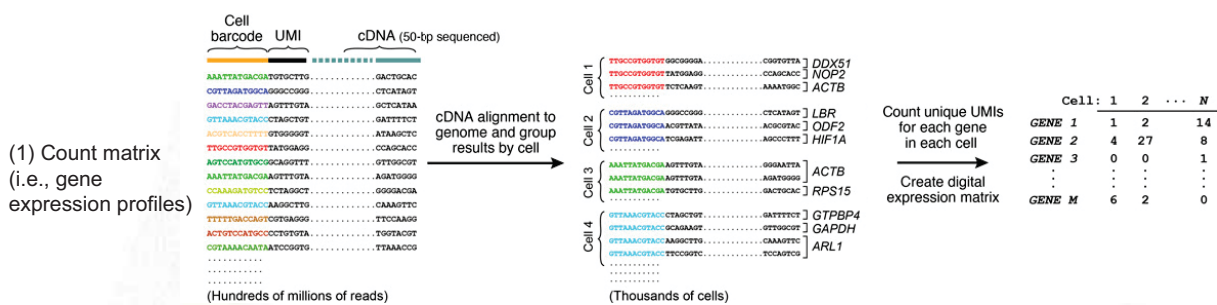 (1) Count matrix
(i.e., gene
expression profiles)
Cell
barcode
UMI
cDNA (50-bp sequenced)
AAATTATGACGATGTGCTTG............GACTGCAC
CGTTAGATGGCAGGGCCGGG............CTCATAGT
GACCTACGAGTTAGTTTGTA............GCTCATAA
GTTAAACGTACCCTAGCTGT............GATTTTCT
ACGTCACCTTTTGTGGGGGT............ATAAGCTC
TTGCCGTGGTGTTATGGAGG............CCAGCACC
AGTCCATGTGCGGCAGGTTT............GTTGGCGT
AAATTATGACGAAGTTTGTA............AGATGGGG
CCAAAGATGTCCTCTAGGCT............GGGGACGA
GTTAAACGTACCAAGGCTTG............CAAAGTTC
TTTTTGACCAGTCGTGAGGG............TTCCAAGG
ACTGTCCATGCCCCTGTGTA............TGGTACGT
CGTAAAACAATAATCCGGTG............TTAAACCG
(Hundreds of millions of reads)
cDNA alignment to
genome and group
results by cell
Cell 1
TTGCCGTGGTGTGGCGGGGA............CGGTGTTA DDX51
TTGCCGTGGTGTTATGGAGG............CCAGCACC NOP2
TTGCCGTGGTGTTCTCAAGT............AAAATGGC ACTB
Cell 2
CGTTAGATGGCAGGGCCGGG............CTCATAGT LBR
CGTTAGATGGCAACGTTATA............ACGCGTAC ODF2
CGTTAGATGGCATCGAGATT............AGCCCTTT HIF1A
Cell 3
AAATTATGACGAAGTTTGTA............GGGAATTA ACTB
AAATTATGACGAAGTTTGTA............AGATGGGG
AAATTATGACGATGTGCTTG............GACTGCAC RPS15
Cell 4
GTTAAACGTACCCTAGCTGT............GATTTTCT GTPBP4
GTTAAACGTACCGCAGAAGT............GTTGGCGT GAPDH
GTTAAACGTACCAAGGCTTG............CAAAGTTC ARL1
GTTAAACGTACCTTCCGGTC............TCCAGTCG
(Thousands of cells)
Count unique UMIs
for each gene
in each cell
Create digital
expression matrix
Cell: 1 2 ... N
GENE 1 1 2 14
GENE 2 4 27 8
GENE 3 0 0 1
GENE M 6 2 0